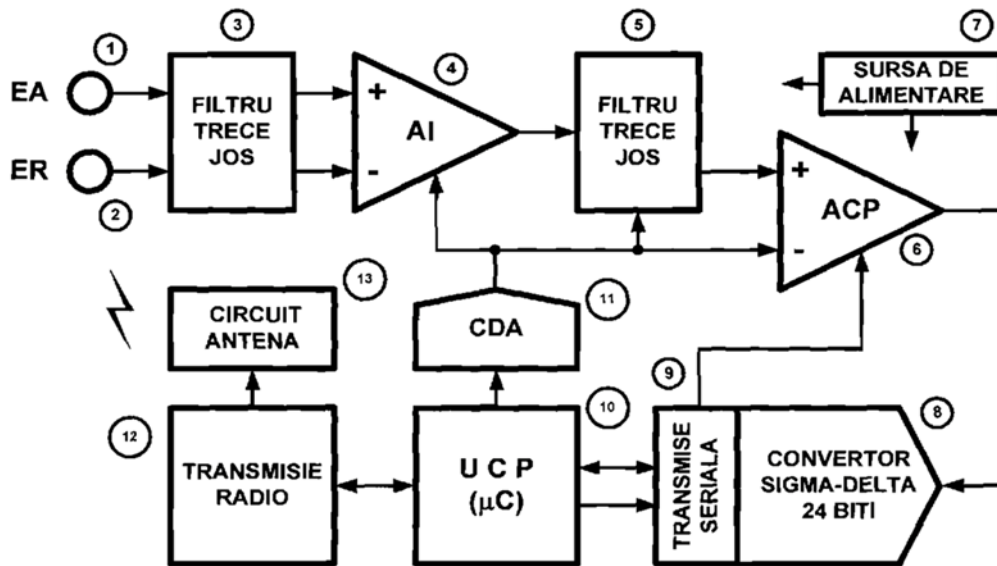 1
3
5
7
EA
FILTRU
TRECE
JOS
+
-
AI
4
FILTRU
TRECE
JOS
SURSA DE
ALIMENTARE
ER
2
+
-
ACP
6
13
CIRCUIT
ANTENA
11
CDA
9
10
8
12
TRANSMISIE
RADIO
U C P
(µC)
TRANSMISE
SERIALA
CONVERTOR
SIGMA-DELTA
24 BITI